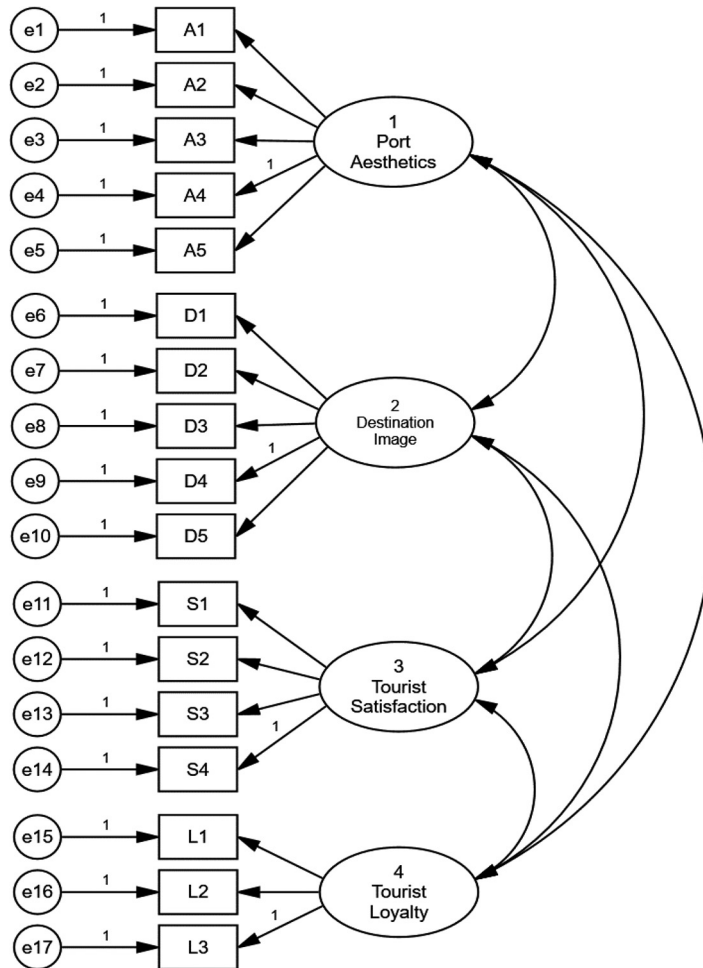 e1 1 A1
e2 1 A2
1
Port
Aesthetics
e3 1 A3
1
e4 1 A4
e5 1 A5
e6 1 D1
e7 1 D2
2
Destination
Image
e8 1 D3
1
e9 1 D4
e10 1 D5
e11 1 S1
e12 1 S2
3
Tourist
Satisfaction
e13 1 S3
1
e14 1 S4
e15 1 L1
4
Tourist
Loyalty
e16 1 L2
1
e17 1 L3